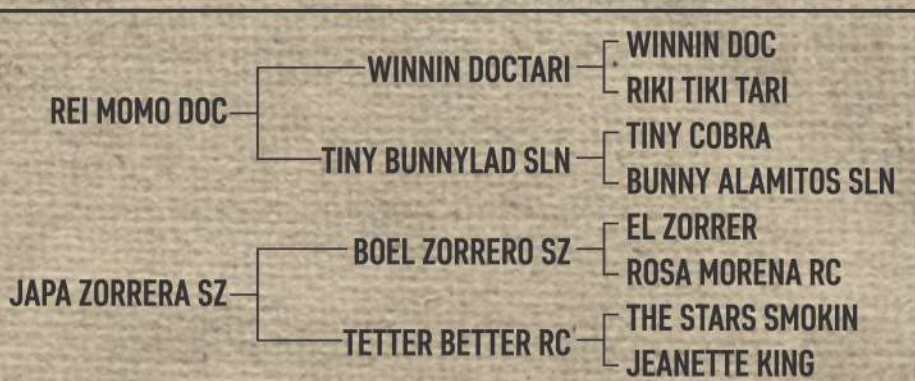 WINNIN DOC
WINNIN DOCTARI
RIKI TIKI TARI
REI MOMO DOC
TINY COBRA
TINY BUNNYLAD SLN
BUNNY ALAMITOS SLN
EL ZORRER
BOEL ZORRERO SZ
ROSA MORENA RC
JAPA ZORRERA SZ
THE STARS SMOKIN
TETTER BETTER RC
JEANETTE KING